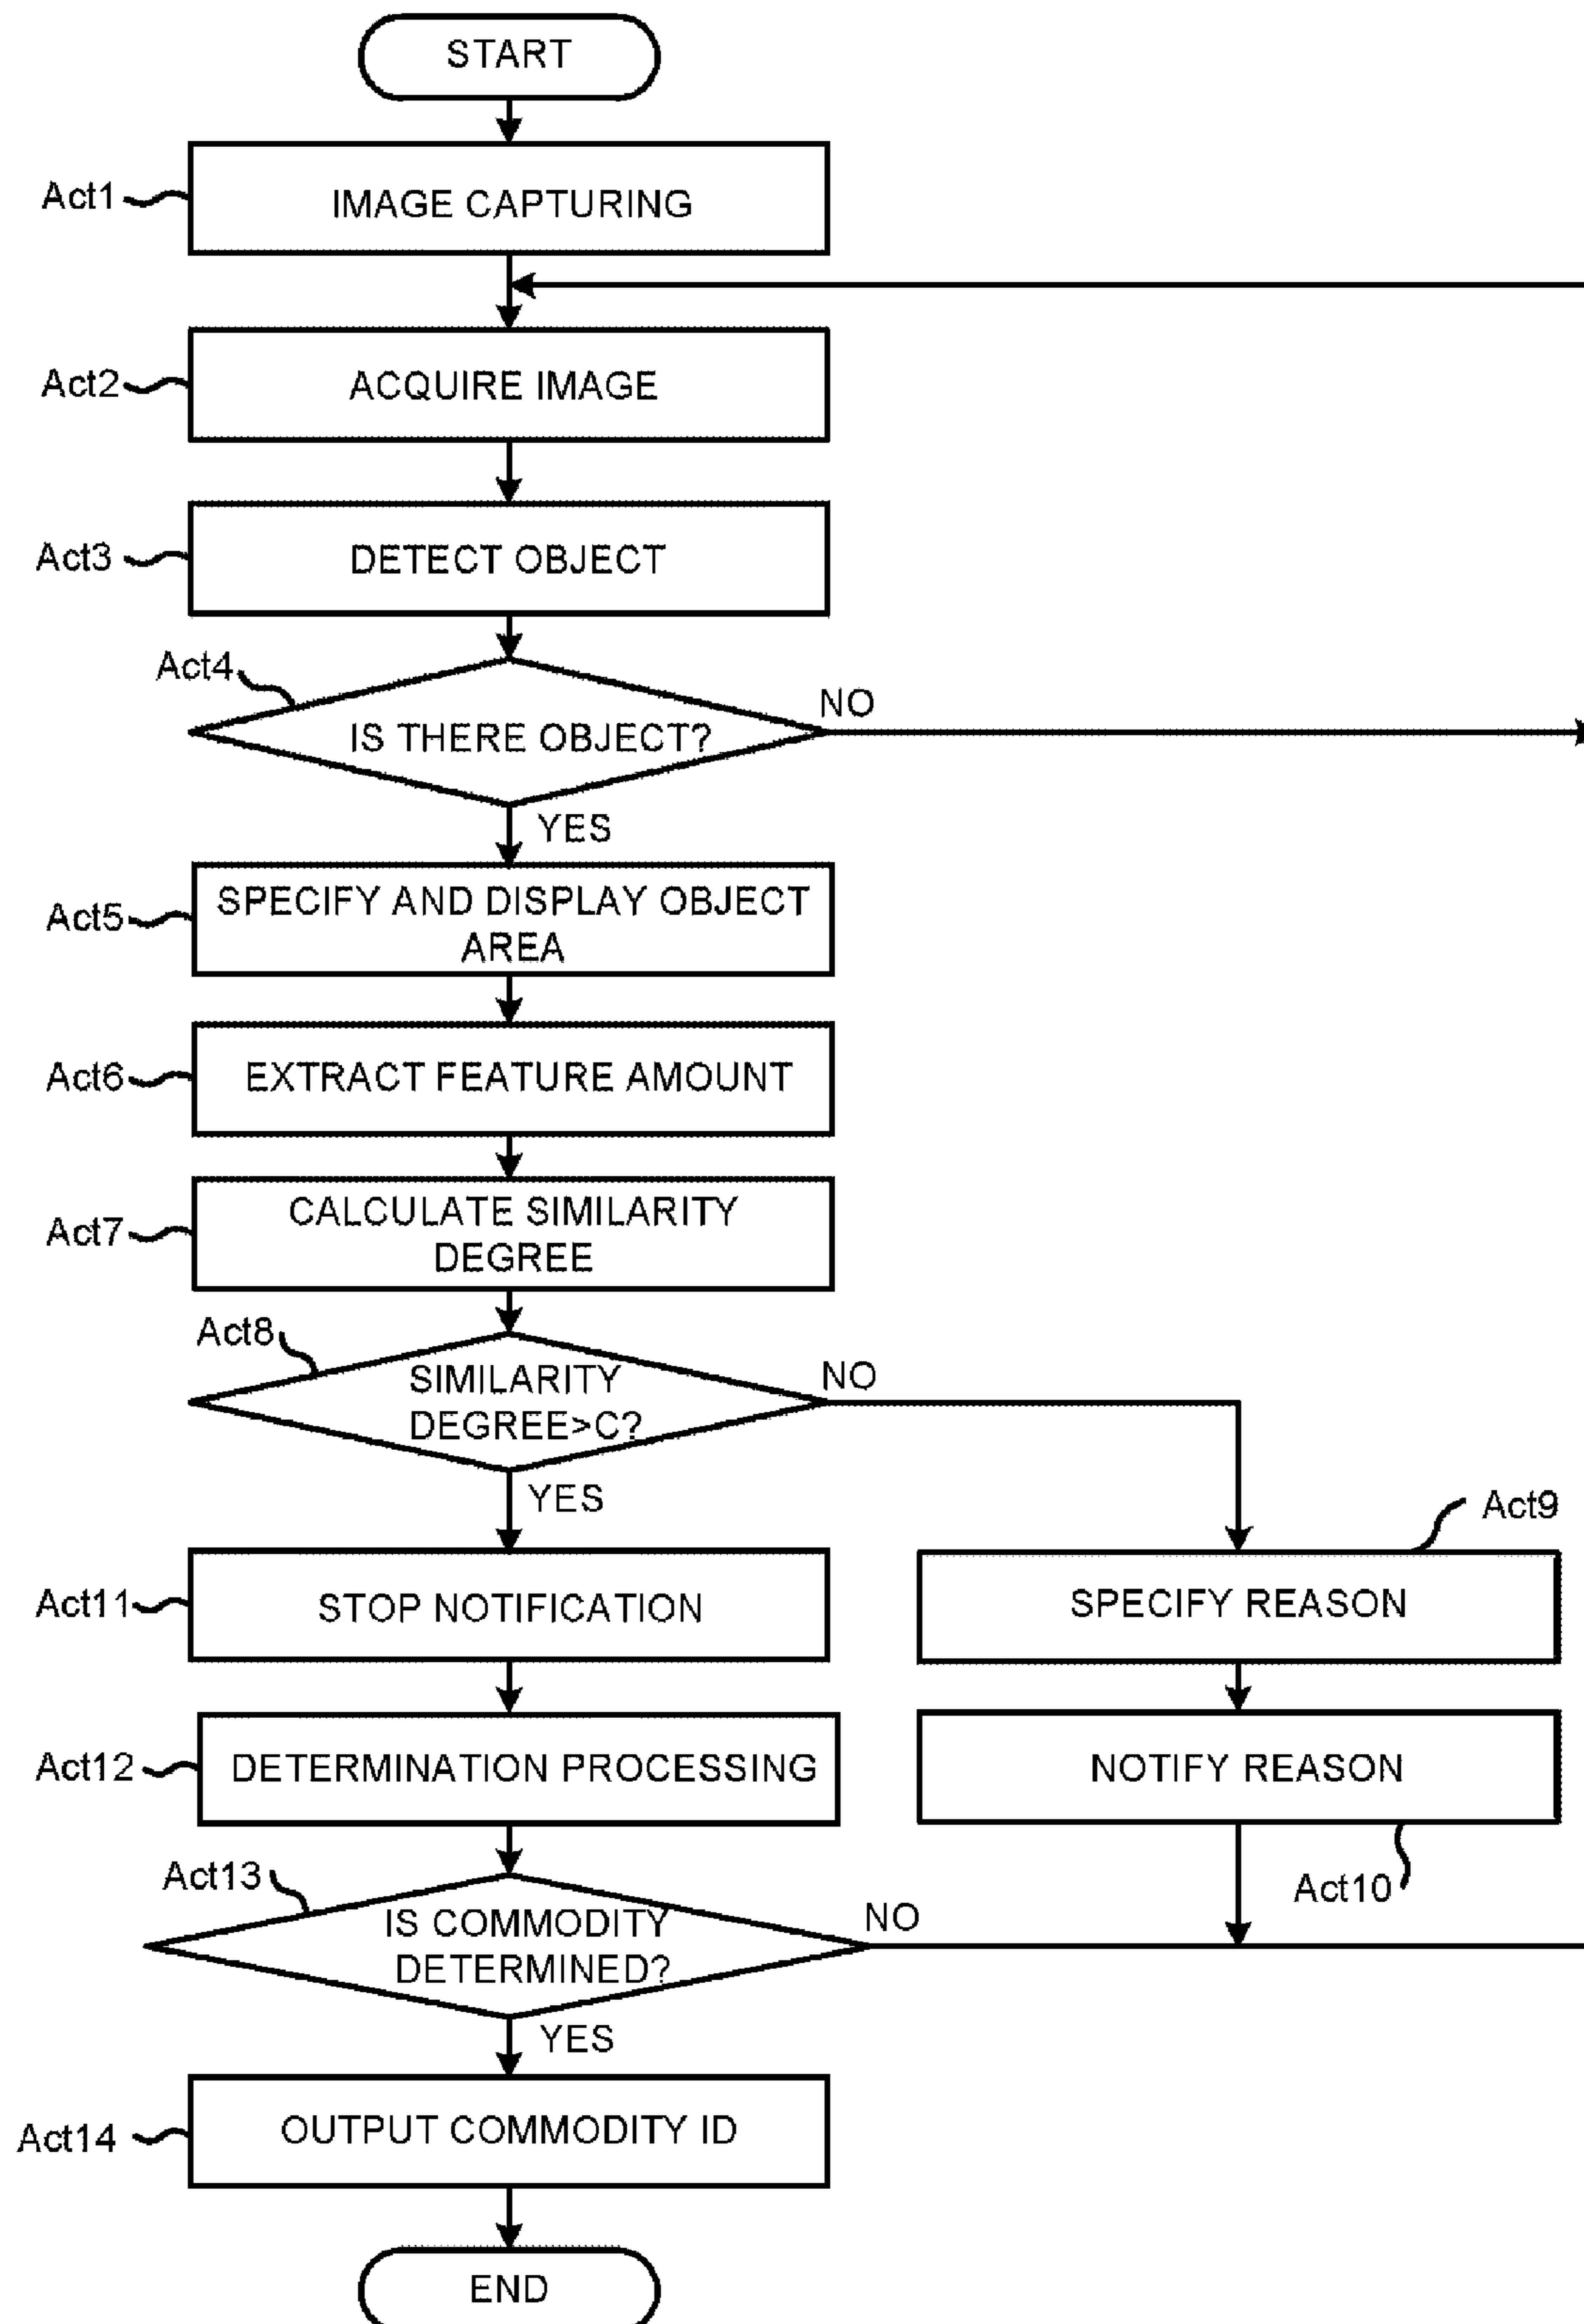 START
Act1
IMAGE CAPTURING
Act2
ACQUIRE IMAGE
Act3
DETECT OBJECT
Act4
IS THERE OBJECT?
NO
YES
Act5
SPECIFY AND DISPLAY OBJECT
AREA
Act6
EXTRACT FEATURE AMOUNT
Act7
CALCULATE SIMILARITY
DEGREE
Act8
SIMILARITY
DEGREE>C?
NO
YES
Act9
SPECIFY REASON
Act11
STOP NOTIFICATION
Act12
DETERMINATION PROCESSING
NOTIFY REASON
Act10
Act13
IS COMMODITY
DETERMINED?
NO
YES
Act14
OUTPUT COMMODITY ID
END